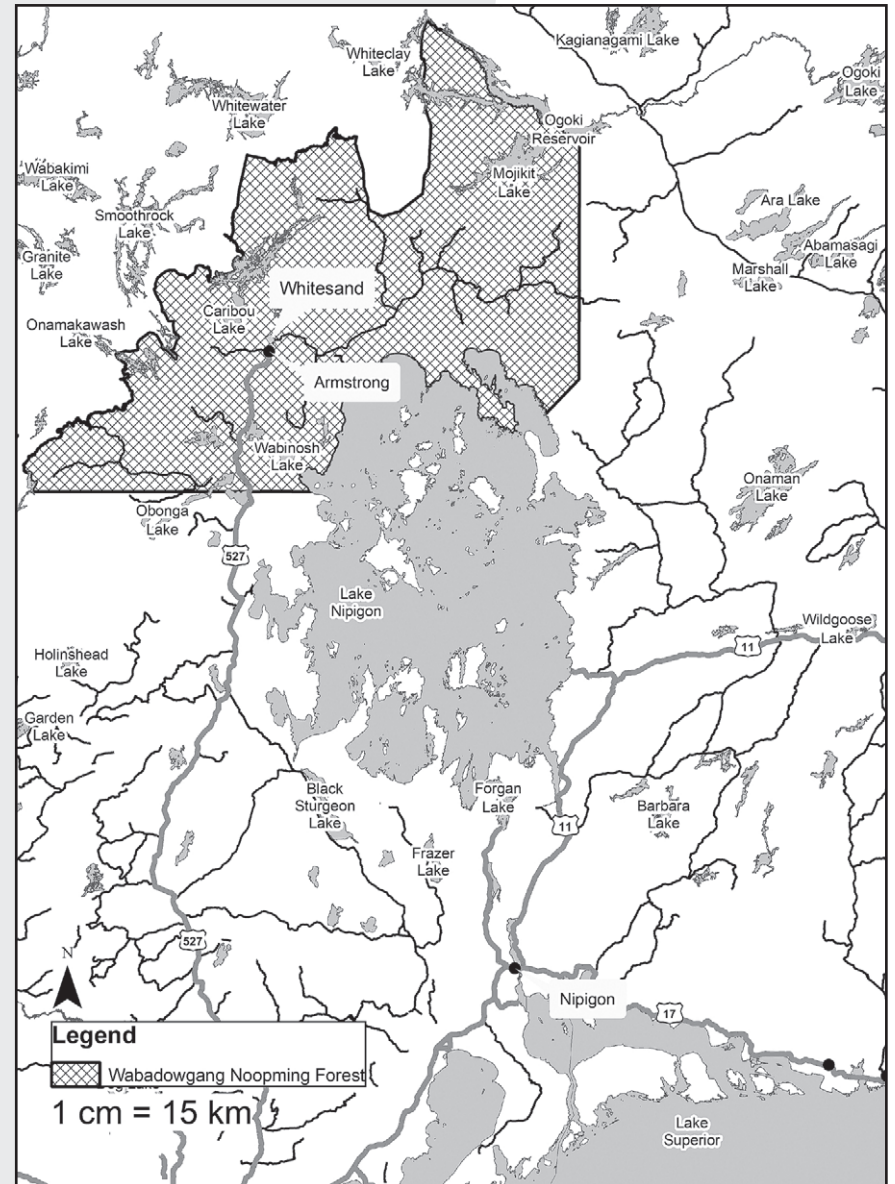 Kagianagami Lake
Whiteclay
Lake
Ogoki
Lake
Whitewater
Lake
Ogoki
Reservoir
Wabakimi
Lake
Mojikit
Lake
Smoothrock
Lake
Ara Lake
Granite
Lake
Abamasagi
Lake
Marshall
Lake
Whitesand
Caribou
Lake
Onamakawash
Lake
Armstrong
Wabinosh
Lake
Onaman
Lake
Obonga
Lake
527
Lake
Nipigon
Wildgoose
Lake
11
Holinshead
Lake
Garden
Lake
Black
Sturgeon
Lake
Forgan
Lake
Barbara
Lake
11
Frazer
Lake
527
N
Nipigon
17
Legend
Wabadowgang Noopming Forest
1 cm = 15 km
Lake
Superior